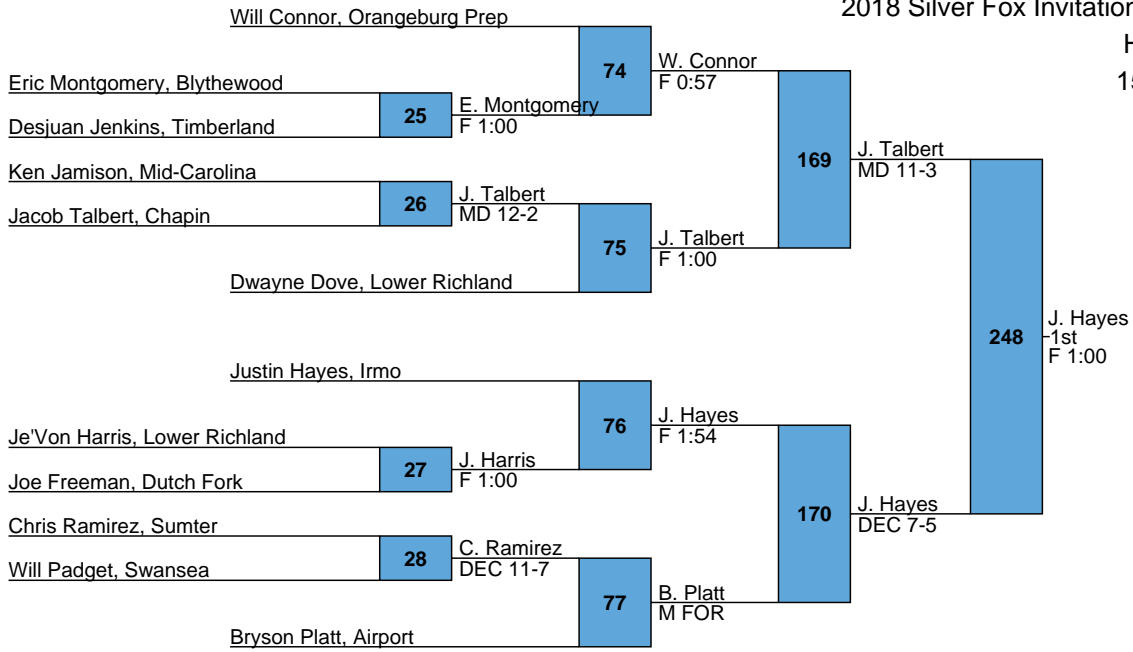 2018 Silver Fox Invitation
H
15
Will Connor, Orangeburg Prep
74
W. Connor
F 0:57
Eric Montgomery, Blythewood
25
E. Montgomery
F 1:00
Desjuan Jenkins, Timberland
169
J. Talbert
MD 11-3
Ken Jamison, Mid-Carolina
26
J. Talbert
MD 12-2
Jacob Talbert, Chapin
75
J. Talbert
F 1:00
Dwayne Dove, Lower Richland
248
J. Hayes
1st
F 1:00
Justin Hayes, Irmo
76
J. Hayes
F 1:54
Je'Von Harris, Lower Richland
27
J. Harris
F 1:00
Joe Freeman, Dutch Fork
170
J. Hayes
DEC 7-5
Chris Ramirez, Sumter
28
C. Ramirez
DEC 11-7
Will Padget, Swansea
77
B. Platt
M FOR
Bryson Platt, Airport